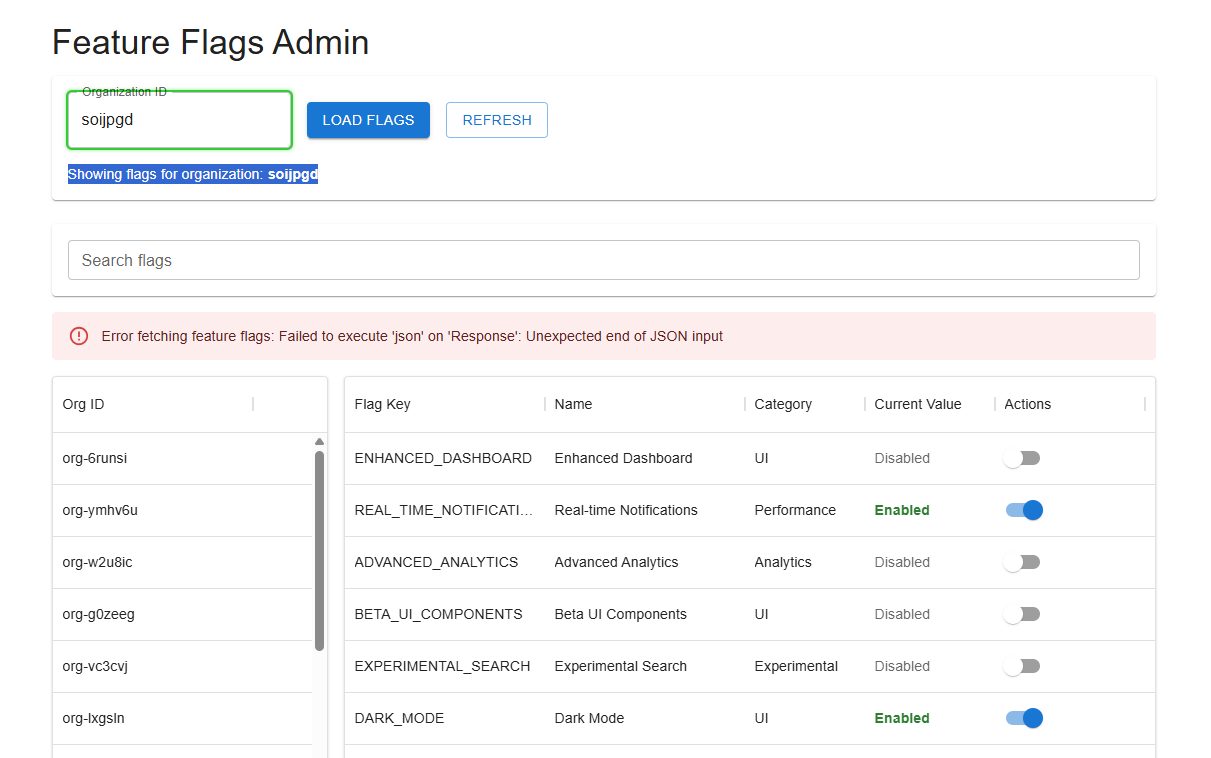 Feature Flags Admin
Organization ID
soijpgd
LOAD FLAGS
REFRESH
Showing flags for organization: soijpgd
Search flags
Error fetching feature flags: Failed to execute 'json' on 'Response': Unexpected end of JSON input
Org ID
org-6runsi
org-ymhv6u
org-w2u8ic
org-g0zeeg
org-vc3cvj
org-lxgsln
Flag Key Name Category Current Value Actions
ENHANCED_DASHBOARD Enhanced Dashboard UI Disabled
REAL_TIME_NOTIFICATI... Real-time Notifications Performance Enabled
ADVANCED_ANALYTICS Advanced Analytics Analytics Disabled
BETA_UI_COMPONENTS Beta UI Components UI Disabled
EXPERIMENTAL_SEARCH Experimental Search Experimental Disabled
DARK_MODE Dark Mode UI Enabled